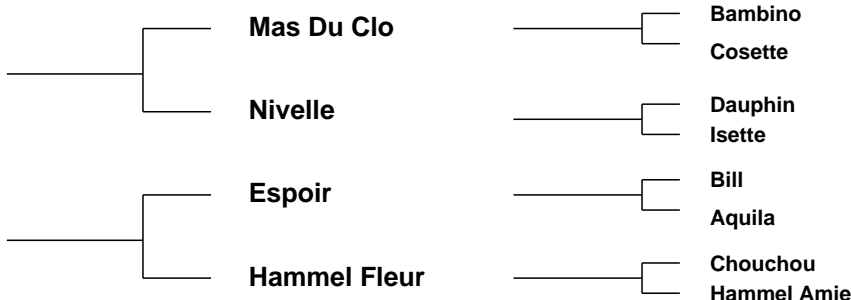 Mas Du Clo
Bambino
Cosette
Nivelle
Dauphin
Isette
Espoir
Bill
Aquila
Hammel Fleur
Chouchou
Hammel Amie